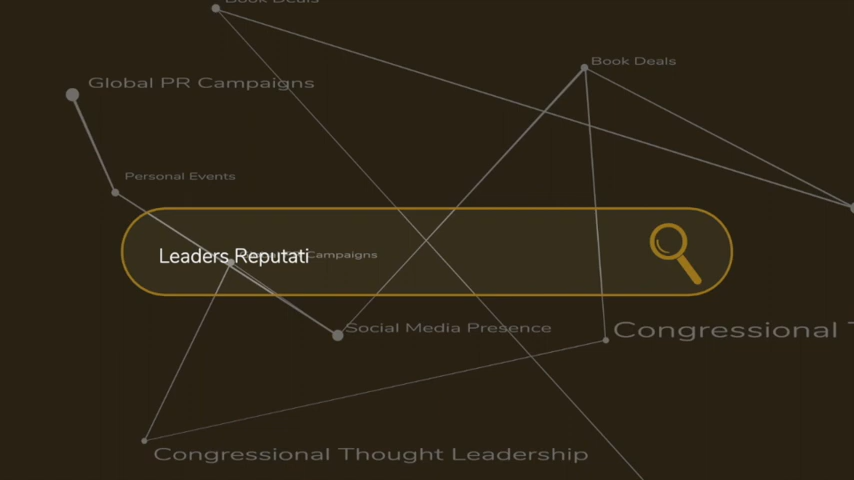 Book Deals
Book Deals
Global PR Campaigns
Personal Events
Leaders Reputati
Campaigns
Social Media Presence
Congressional T
Congressional Thought Leadership